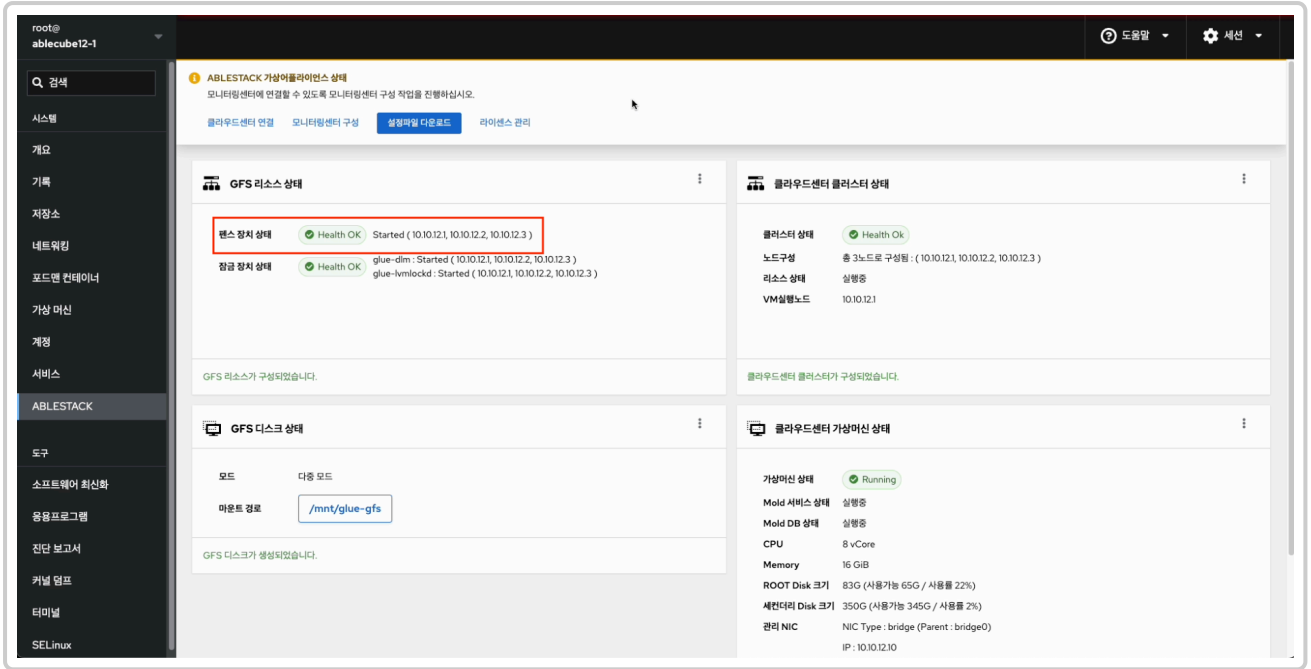 root@
ablecube12-1
도움말
세션
검색
시스템
개요
기록
저장소
네트워킹
포드맨 컨테이너
가상 머신
계정
서비스
ABLESTACK
도구
소프트웨어 최신화
응용프로그램
진단 보고서
커널 덤프
터미널
SELinux
ABLESTACK 가상어플라이언스 상태
모니터링센터에 연결할 수 있도록 모니터링센터 구성 작업을 진행하십시오.
클라우드센터 연결 모니터링센터 구성 설정파일 다운로드 라이센스 관리
GFS 리소스 상태
펜스 장치 상태 Health OK Started ( 10.10.12.1, 10.10.12.2, 10.10.12.3 )
잠금 장치 상태 Health OK glue-dlm : Started ( 10.10.12.1, 10.10.12.2, 10.10.12.3 )
glue-lvmlockd : Started ( 10.10.12.1, 10.10.12.2, 10.10.12.3 )
GFS 리소스가 구성되었습니다.
클라우드센터 클러스터 상태
클러스터 상태 Health Ok
노드구성 총 3노드로 구성됨 : ( 10.10.12.1, 10.10.12.2, 10.10.12.3 )
리소스 상태 실행중
VM실행노드 10.10.12.1
클라우드센터 클러스터가 구성되었습니다.
GFS 디스크 상태
모드 다중 모드
마운트 경로 /mnt/glue-gfs
GFS 디스크가 생성되었습니다.
클라우드센터 가상머신 상태
가상머신 상태 Running
Mold 서비스 상태 실행중
Mold DB 상태 실행중
CPU 8 vCore
Memory 16 GiB
ROOT Disk 크기 83G (사용가능 65G / 사용률 22%)
세컨더리 Disk 크기 350G (사용가능 345G / 사용률 2%)
관리 NIC NIC Type : bridge (Parent : bridge0)
IP : 10.10.12.10